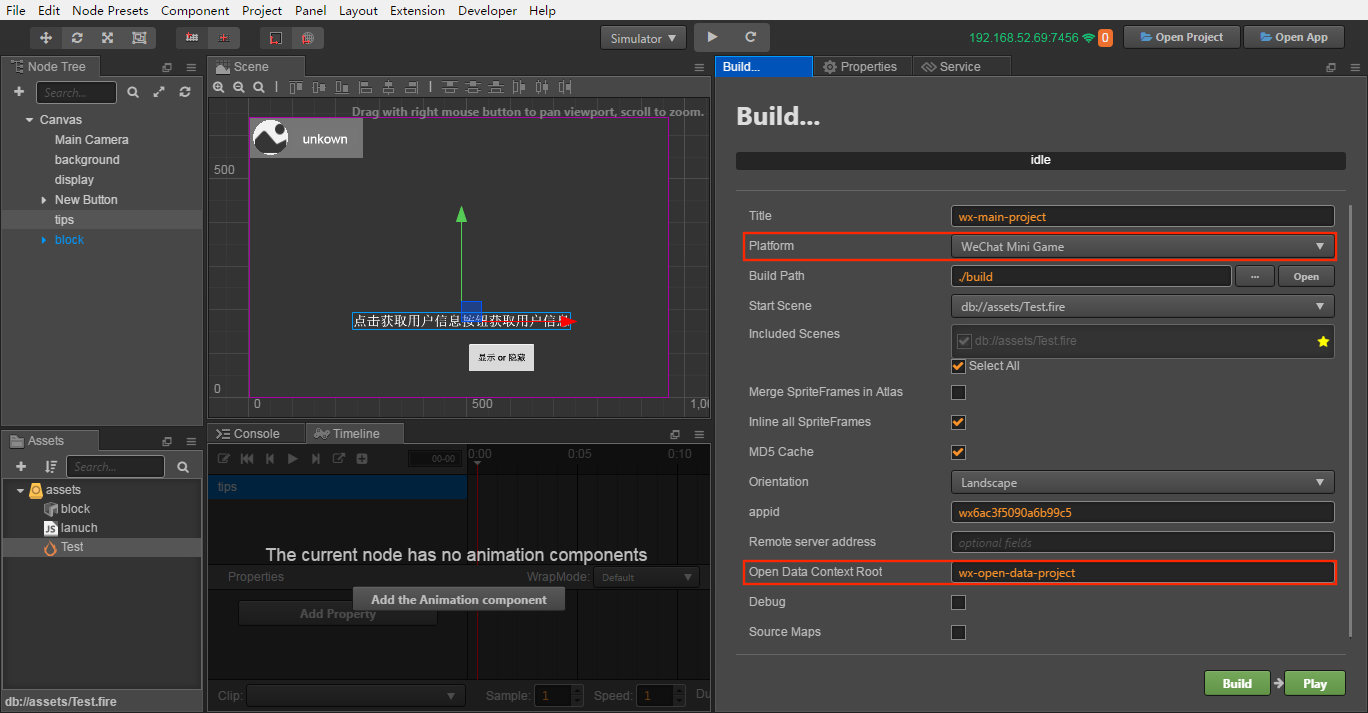 File Edit Node Presets Component Project Panel Layout Extension Developer Help
Simulator
192.168.52.69:7456
0
Open Project
Open App
Node Tree
Search...
Canvas
Main Camera
background
display
New Button
tips
block
Assets
Search...
assets
block
JS
lanuch
Test
db://assets/Test.fire
Scene
Drag with right mouse button to pan viewport, scroll to zoom.
unkown
500
点击获取用户信息按钮获取用户信息
显示 or 隐藏
0
0
500
1,00
Console
Timeline
00-00
0:00
0:05
0:10
tips
The current node has no animation components
Properties
WrapMode:
Default
Add the Animation component
Add Property
Clip:
Sample:
1
Speed:
1
Du
Build...
Properties
Service
Build...
idle
Title
wx-main-project
Platform
WeChat Mini Game
Build Path
./build
...
Open
Start Scene
db://assets/Test.fire
Included Scenes
db://assets/Test.fire
Select All
Merge SpriteFrames in Atlas
Inline all SpriteFrames
MD5 Cache
Orientation
Landscape
appid
wx6ac3f5090a6b99c5
Remote server address
optional fields
Open Data Context Root
wx-open-data-project
Debug
Source Maps
Build
Play